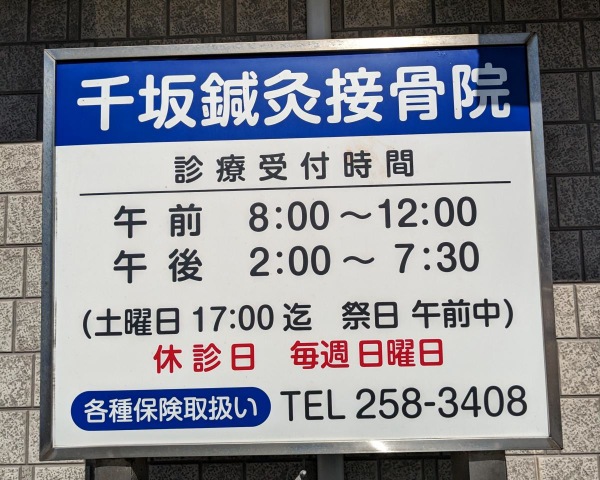 千坂鍼灸接骨院
診療受付時間
午前 8:00～12:00
午後 2:00～ 7:30
(土曜日 17:00 迄 祭日 午前中)
休診日 毎週日曜日
各種保険取扱い TEL 258-3408